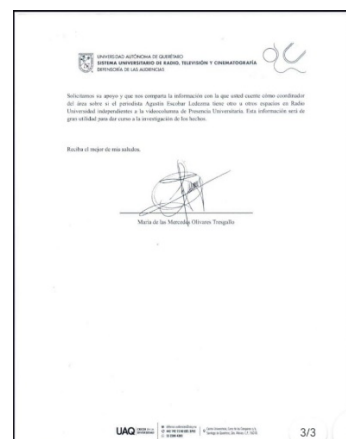 UNIVERSIDAD AUTÓNOMA DE QUERÉTARO
SISTEMA UNIVERSITARIO DE RADIO, TELEVISIÓN Y CINEMATOGRAFÍA
DEFENSORÍA DE LAS AUDIENCIAS
Solicitamos su apoyo y que nos comparta la información con la que usted cuente cómo coordinador
del área sobre si el periodista Agustín Escobar Ledezma tiene otro u otros espacios en Radio
Universidad independientes a la videocolumna de Presencia Universitaria. Esta información será de
gran utilidad para dar curso a la investigación de los hechos.
Reciba el mejor de mis saludos.
María de las Mercedes Olivares Tresgallo
UAQ
3/3